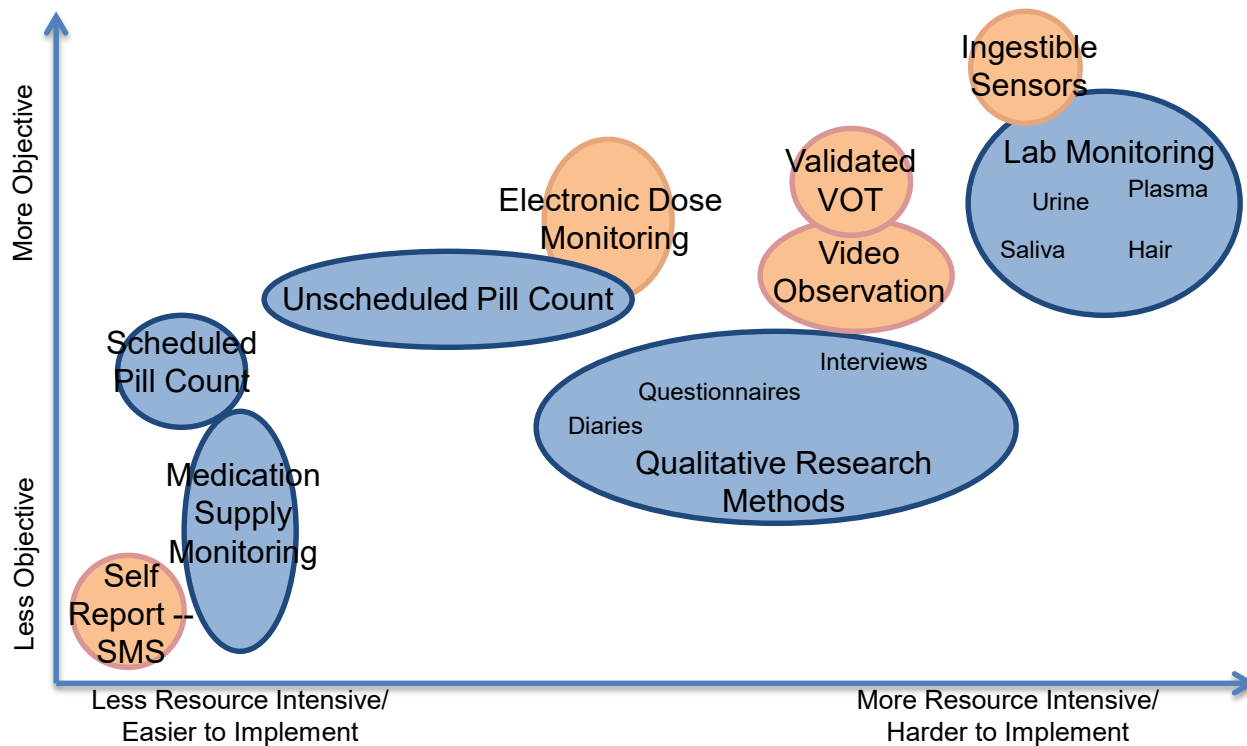 More Objective
Less Objective
Ingestible
Sensors
Lab Monitoring
Urine
Plasma
Saliva
Hair
Validated
VOT
Video
Observation
Electronic Dose
Monitoring
Unscheduled Pill Count
Scheduled
Pill Count
Interviews
Questionnaires
Diaries
Qualitative Research
Methods
Medication
Supply
Monitoring
Self
Report --
SMS
Less Resource Intensive/
Easier to Implement
More Resource Intensive/
Harder to Implement